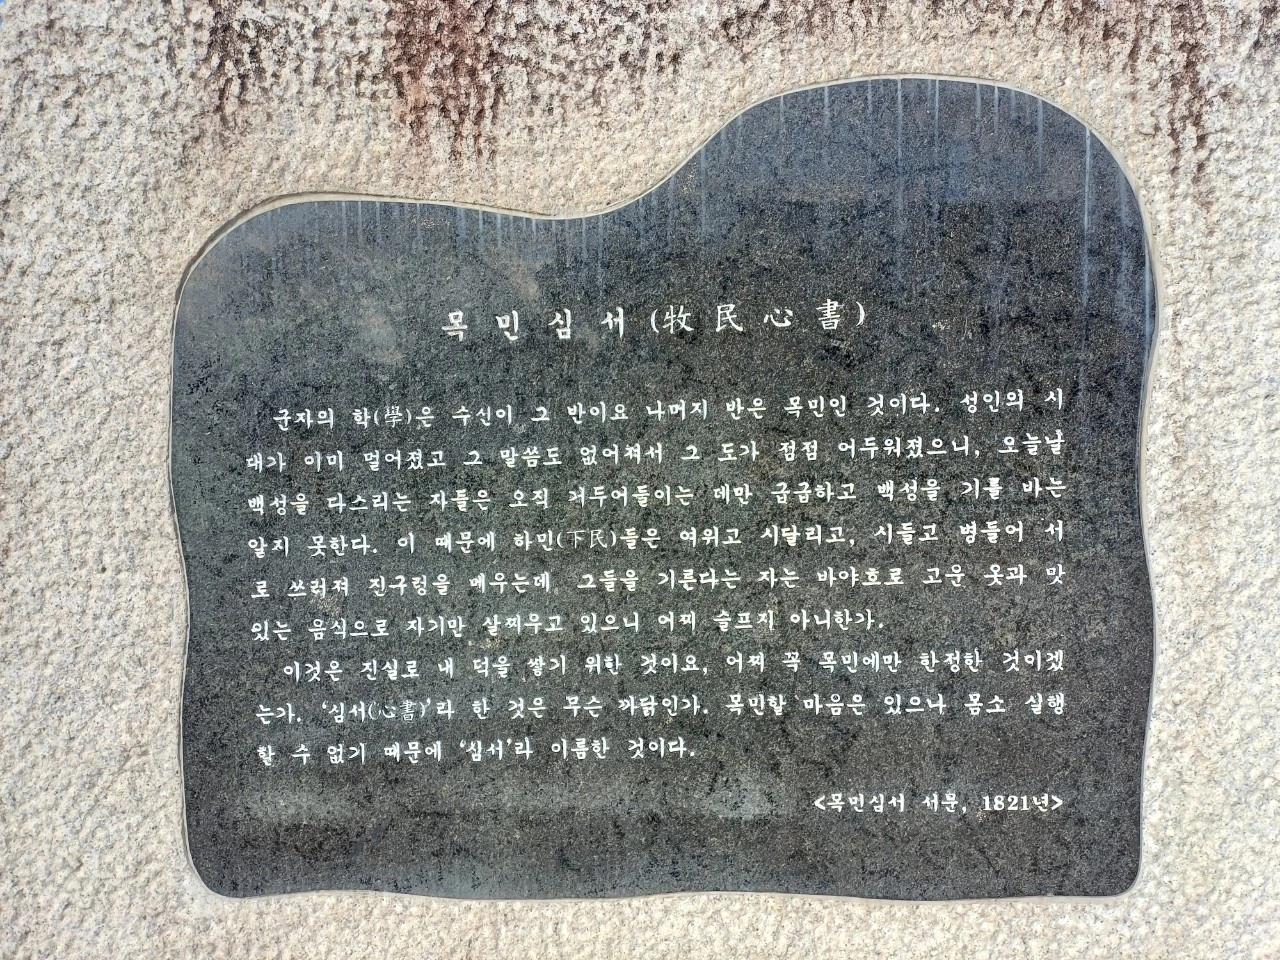 목민심서(牧民心書)
군자의 학(學)은 수신이 그 반이요 나머지 반은 목민인 것이다. 성인의 시
대가 이미 멀어졌고 그 말씀도 없어져서 그 도가 점점 어두워졌으니, 오늘날
백성을 다스리는 자들은 오직 거두어들이는 데만 급급하고 백성을 기를 바는
알지 못한다. 이 때문에 하민(下民)들은 여위고 시달리고, 시들고 병들어 서
로 쓰러져 진구렁을 메우는데 그들을 기른다는 자는 바야흐로 고운 옷과 맛
있는 음식으로 자기만 살찌우고 있으니 어찌 슬프지 아니한가.
이것은 진실로 내 덕을 쌓기 위한 것이요, 어찌 꼭 목민에만 한정한 것이겠
는가. '심서(心書)'라 한 것은 무슨 까닭인가. 목민할 마음은 있으나 몸소 실행
할 수 없기 때문에 '심서'라 이름한 것이다.
<목민심서 서문, 1821년>